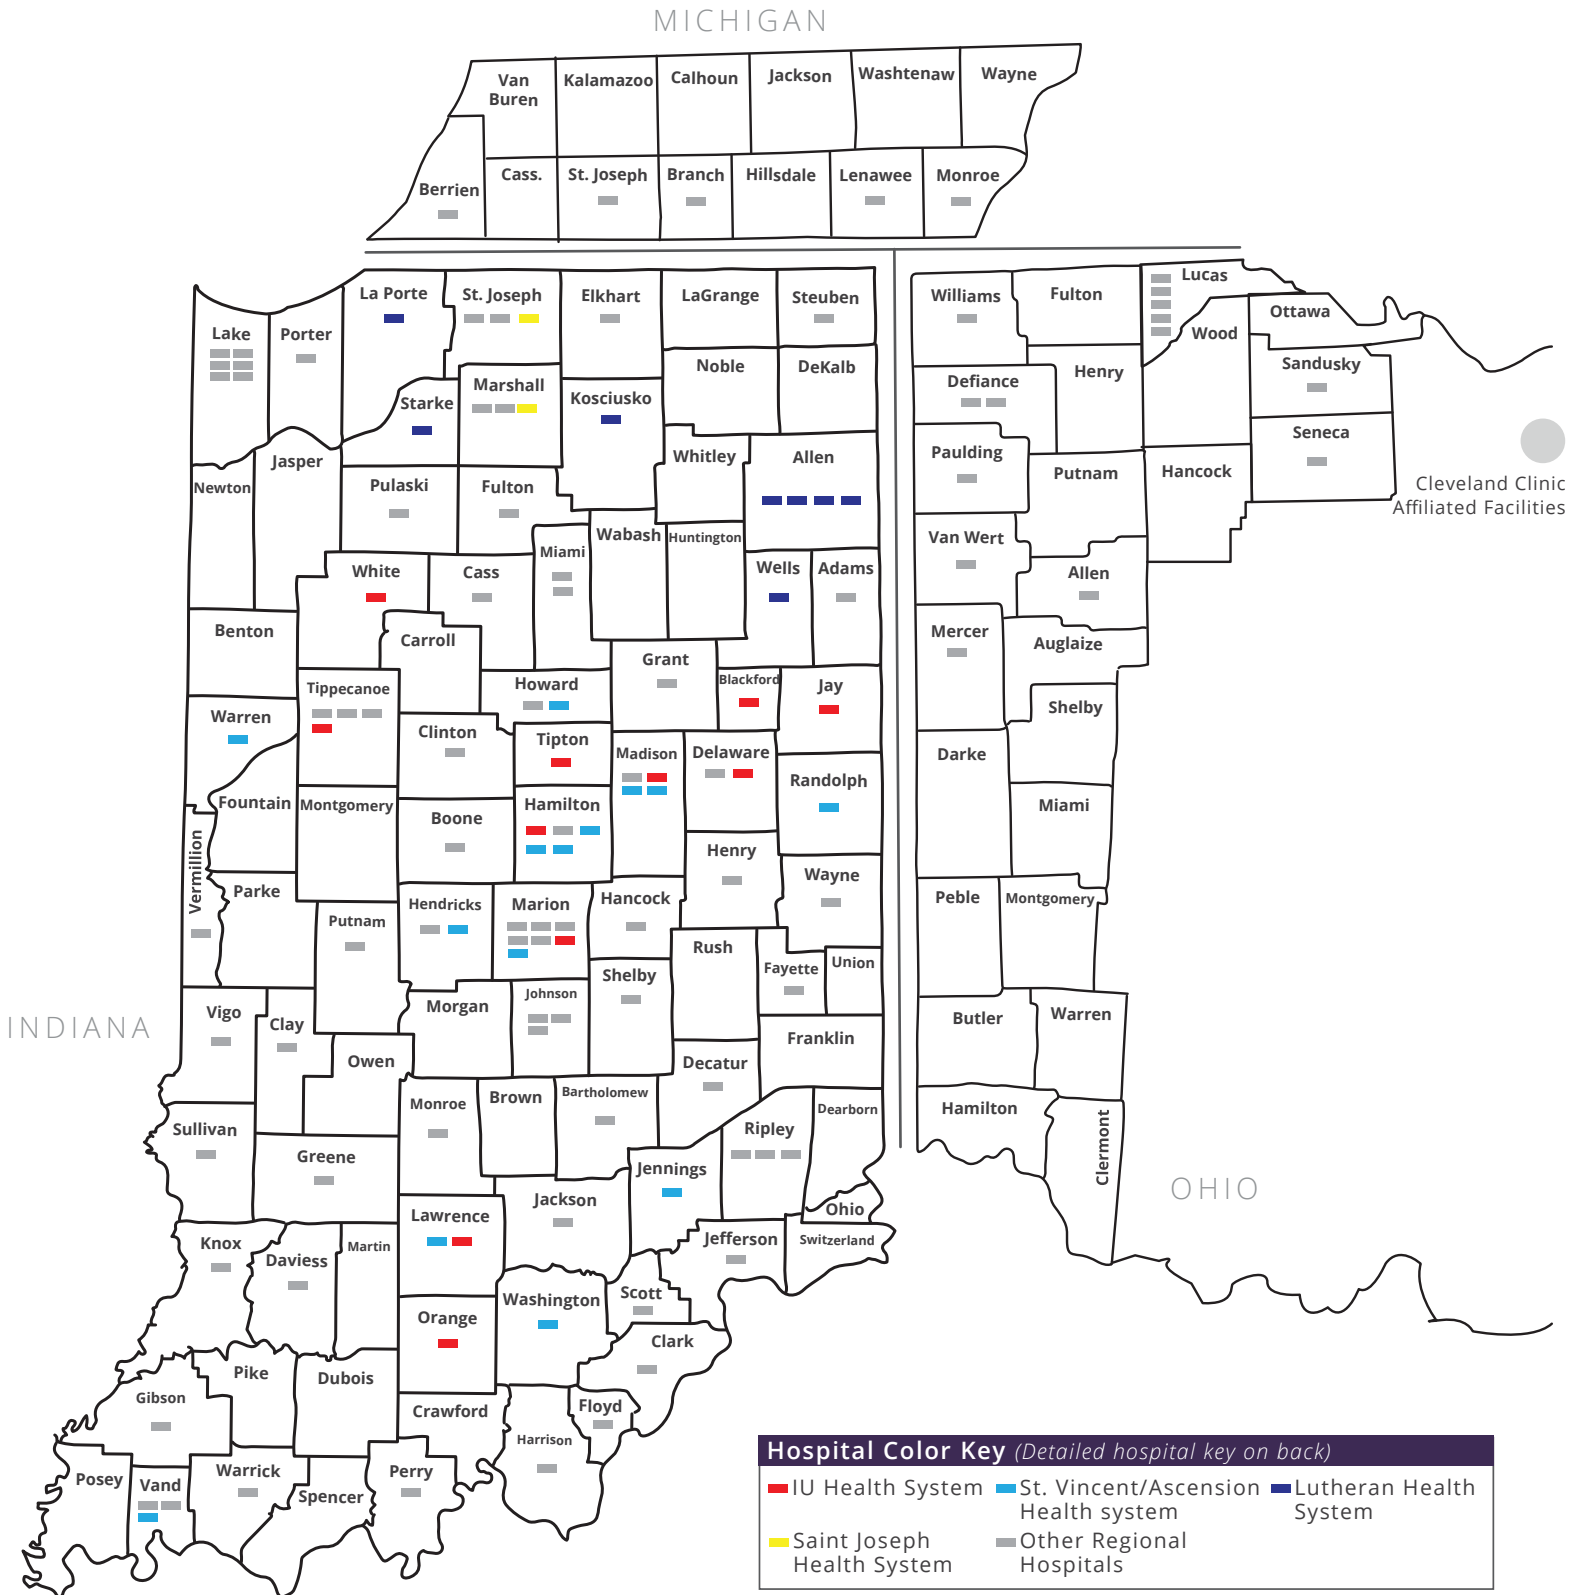 MICHIGAN
Van
Buren
Kalamazoo
Calhoun
Jackson
Washtenaw
Wayne
Berrien
Cass.
St. Joseph
Branch
Hillsdale
Lenawee
Monroe
Lake
Porter
La Porte
St. Joseph
Elkhart
LaGrange
Steuben
Starke
Marshall
Kosciusko
Noble
DeKalb
Newton
Jasper
Pulaski
Fulton
Whitley
Allen
White
Cass
Miami
Wabash
Huntington
Wells
Adams
Benton
Carroll
Howard
Grant
Blackford
Jay
Warren
Tippecanoe
Clinton
Tipton
Madison
Delaware
Randolph
Fountain
Montgomery
Boone
Hamilton
Henry
Wayne
Vermillion
Parke
Putnam
Hendricks
Marion
Hancock
Rush
Fayette
Union
Shelby
INDIANA
Vigo
Clay
Owen
Morgan
Johnson
Decatur
Franklin
Sullivan
Greene
Monroe
Brown
Bartholomew
Jennings
Ripley
Dearborn
Ohio
Switzerland
Jefferson
Knox
Daviess
Martin
Lawrence
Jackson
Orange
Washington
Scott
Clark
Gibson
Pike
Dubois
Crawford
Harrison
Floyd
Posey
Vand
Warrick
Spencer
Perry
Williams
Fulton
Lucas
Ottawa
Wood
Sandusky
Defiance
Henry
Seneca
Paulding
Putnam
Hancock
Cleveland Clinic
Affiliated Facilities
Van Wert
Allen
Mercer
Auglaize
Shelby
Darke
Miami
Peble
Montgomery
Butler
Warren
Hamilton
Clermont
OHIO
Hospital Color Key (Detailed hospital key on back)
IU Health System
St. Vincent/Ascension
Health system
Lutheran Health
System
Saint Joseph
Health System
Other Regional
Hospitals